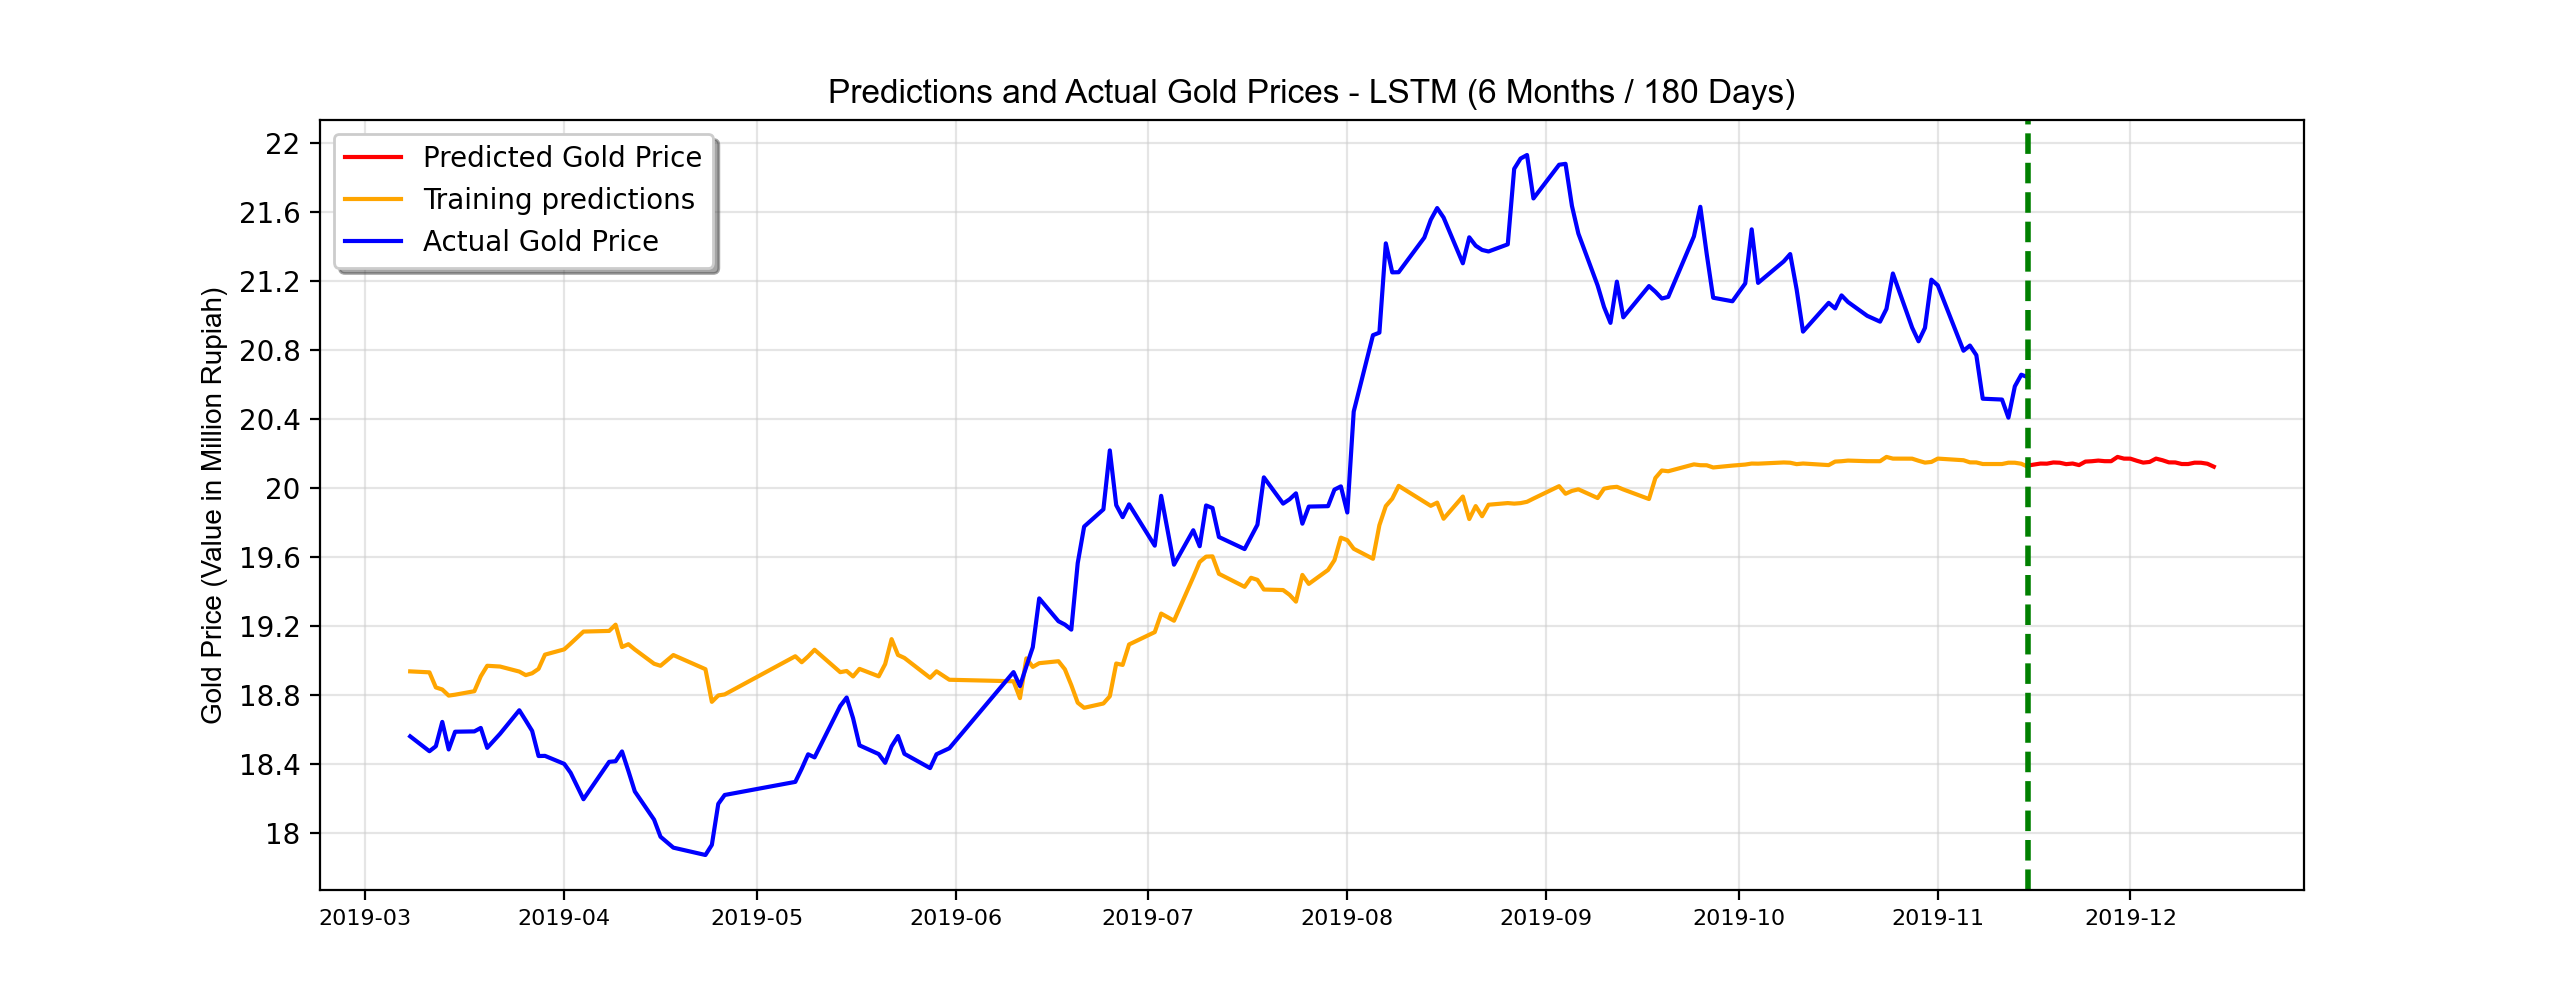 Predictions and Actual Gold Prices - LSTM (6 Months / 180 Days)
Predicted Gold Price
Training predictions
Actual Gold Price
Gold Price (Value in Million Rupiah)
22
21.6
21.2
20.8
20.4
20
19.6
19.2
18.8
18.4
18
2019-03 2019-04 2019-05 2019-06 2019-07 2019-08 2019-09 2019-10 2019-11 2019-12